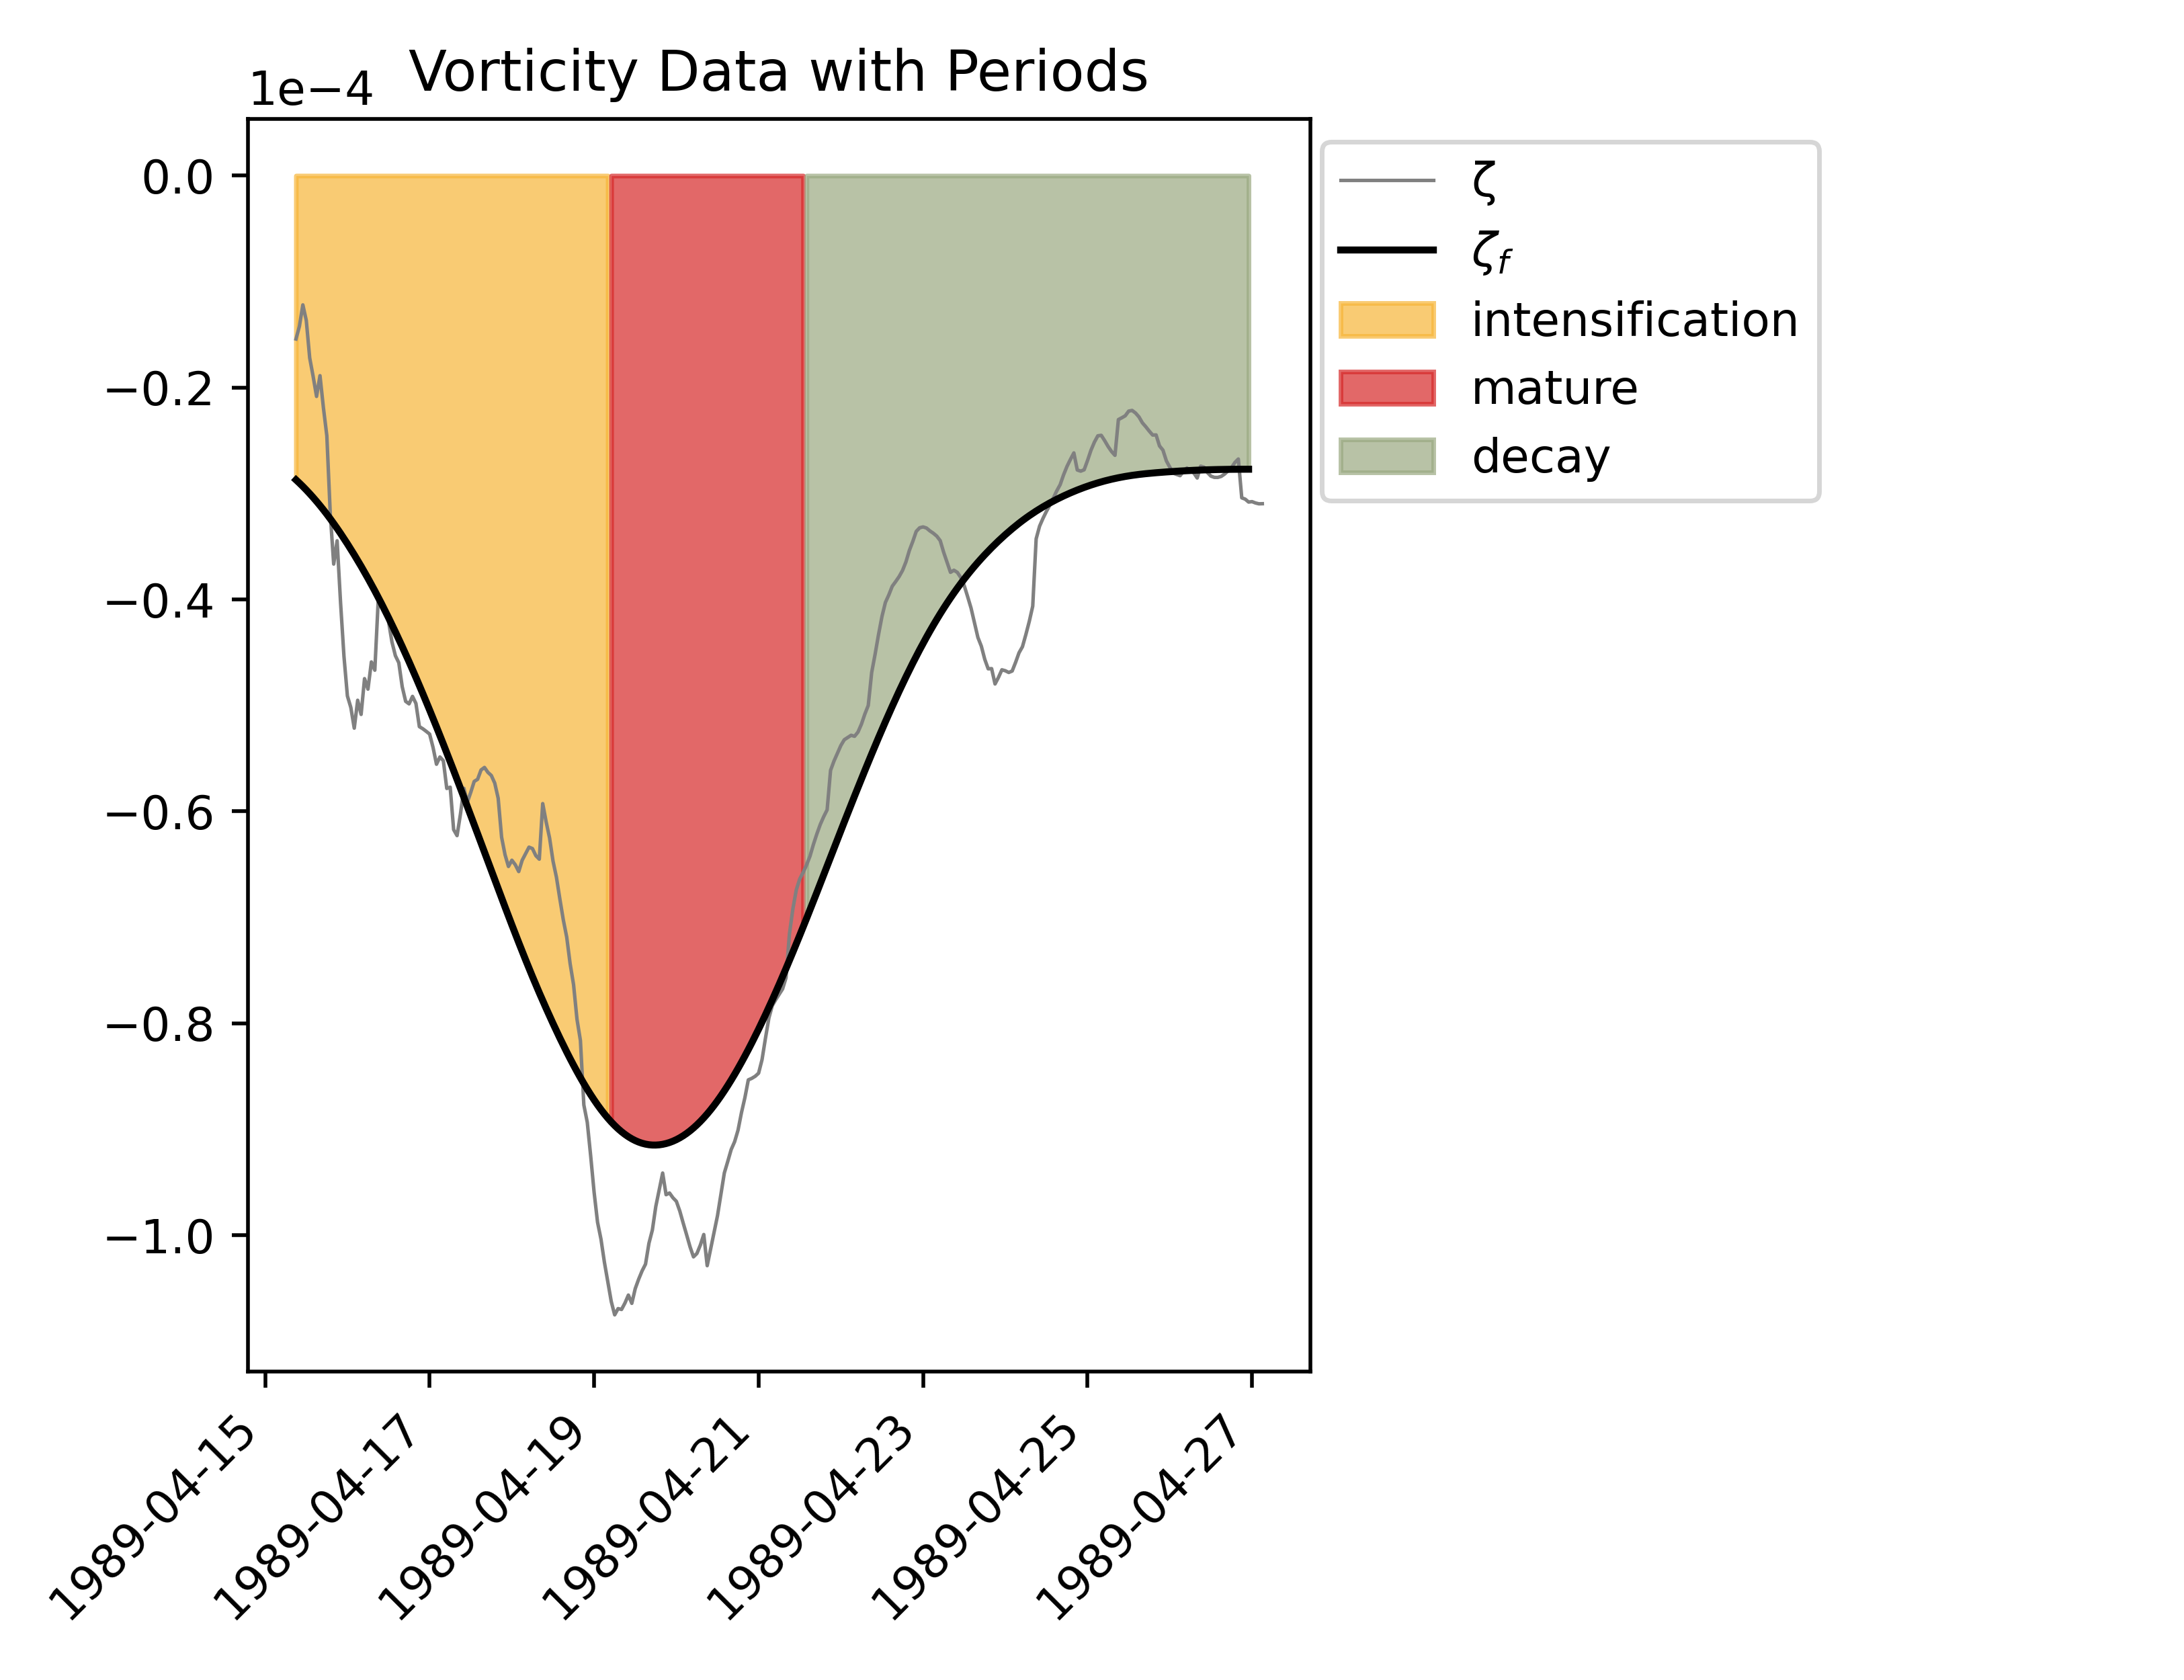 Vorticity Data with Periods
1e−4
0.0
−0.2
−0.4
−0.6
−0.8
−1.0
1989-04-15
1989-04-17
1989-04-19
1989-04-21
1989-04-23
1989-04-25
1989-04-27
ζ
ζf
intensification
mature
decay